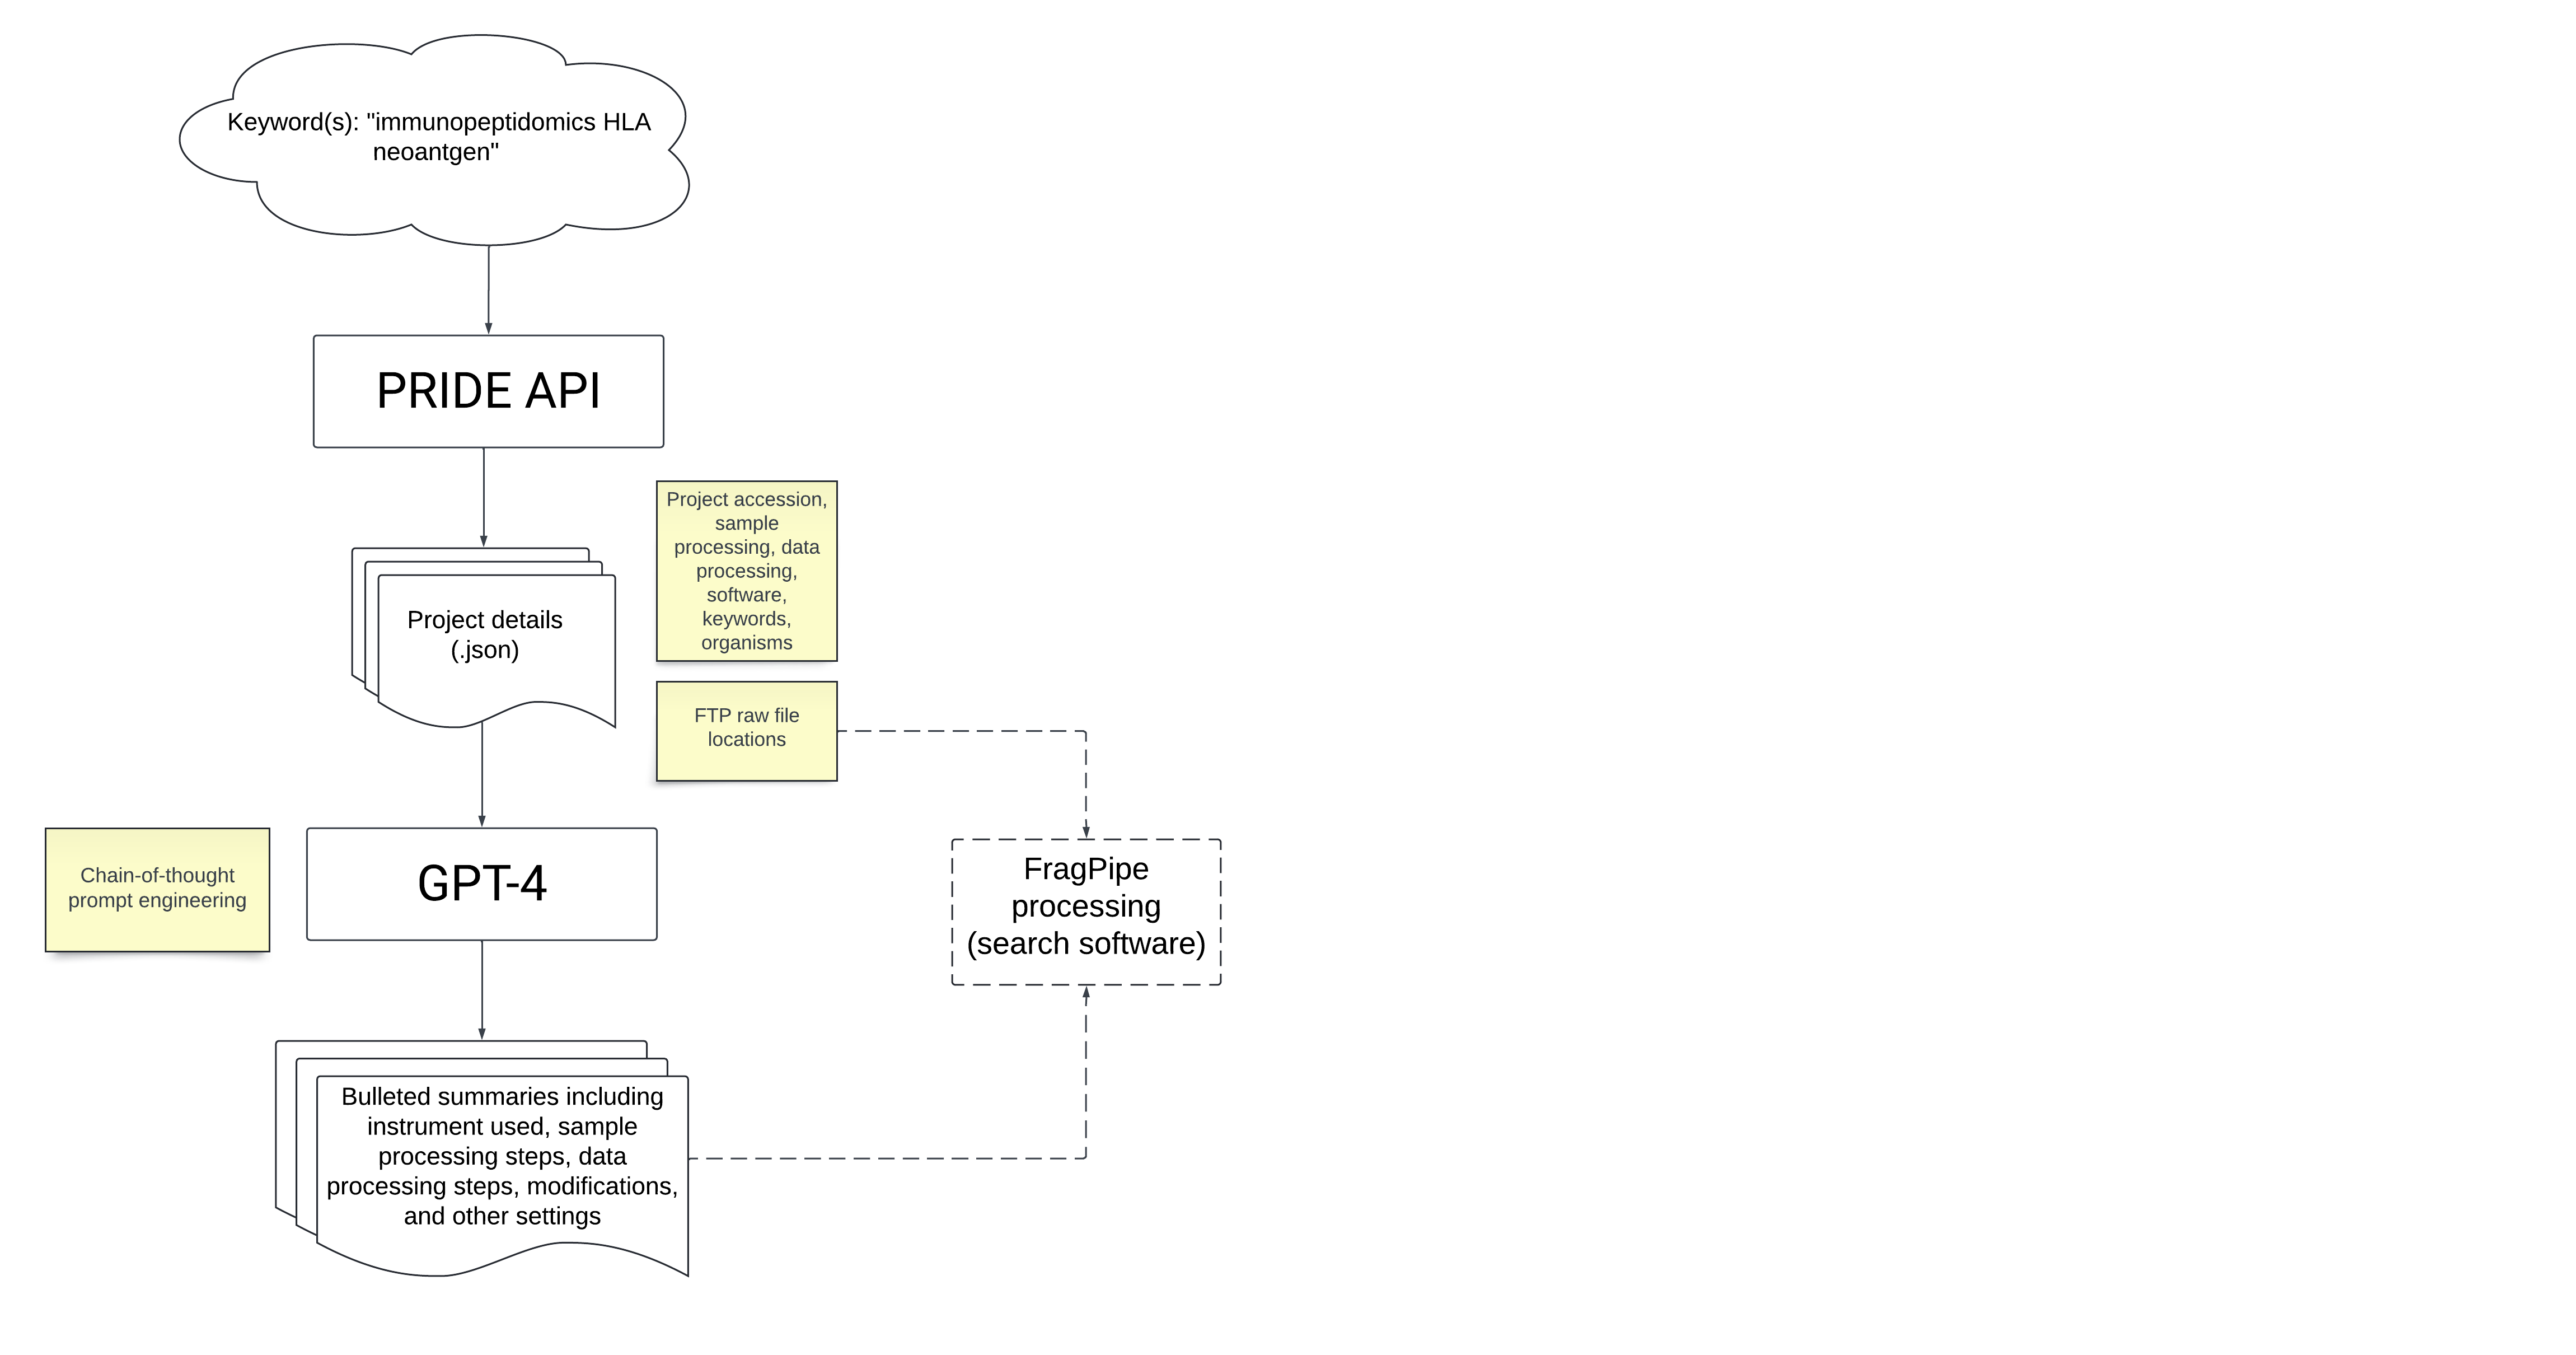 Keyword(s): "immunopeptidomics HLA
neoantgen"
PRIDE API
Project accession,
sample
processing, data
processing,
software,
keywords,
organisms
Project details
(.json)
FTP raw file
locations
Chain-of-thought
prompt engineering
GPT-4
FragPipe
processing
(search software)
Bulleted summaries including
instrument used, sample
processing steps, data
processing steps, modifications,
and other settings